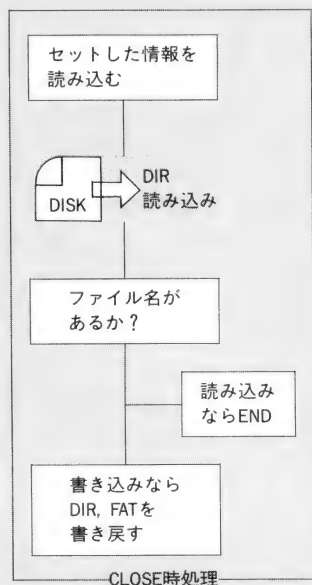 セットした情報を
読み込む
DISK
DIR
読み込み
ファイル名が
あるか？
読み込み
ならEND
書き込みなら
DIR, FATを
書き戻す
CLOSE時処理